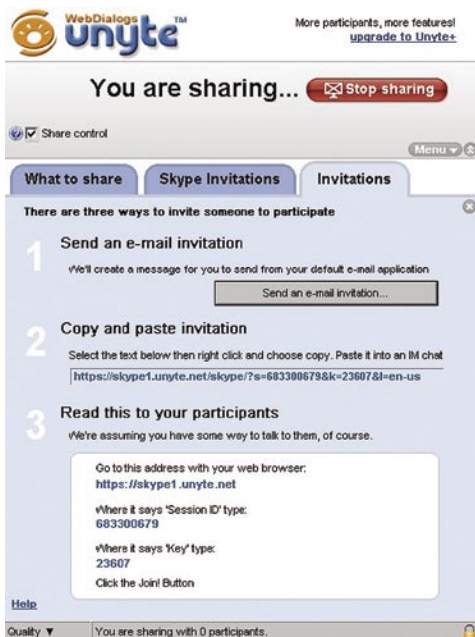 WebDialogs
unyte™
More participants, more features!
upgrade to Unyte+
You are sharing...
Stop sharing
Share control
Menu
What to share
Skype Invitations
Invitations
There are three ways to invite someone to participate
1
Send an e-mail invitation
We'll create a message for you to send from your default e-mail application
Send an e-mail invitation...
2
Copy and paste invitation
Select the text below then right click and choose copy. Paste it into an IM chat
https://skype1.unyte.net/skype/?s=683300679&k=23607&l=en-us
3
Read this to your participants
We're assuming you have some way to talk to them, of course.
Go to this address with your web browser:
https://skype1.unyte.net
Where it says 'Session ID' type:
683300679
Where it says 'Key' type:
23607
Click the Join! Button
Help
Quality ▼
You are sharing with 0 participants.